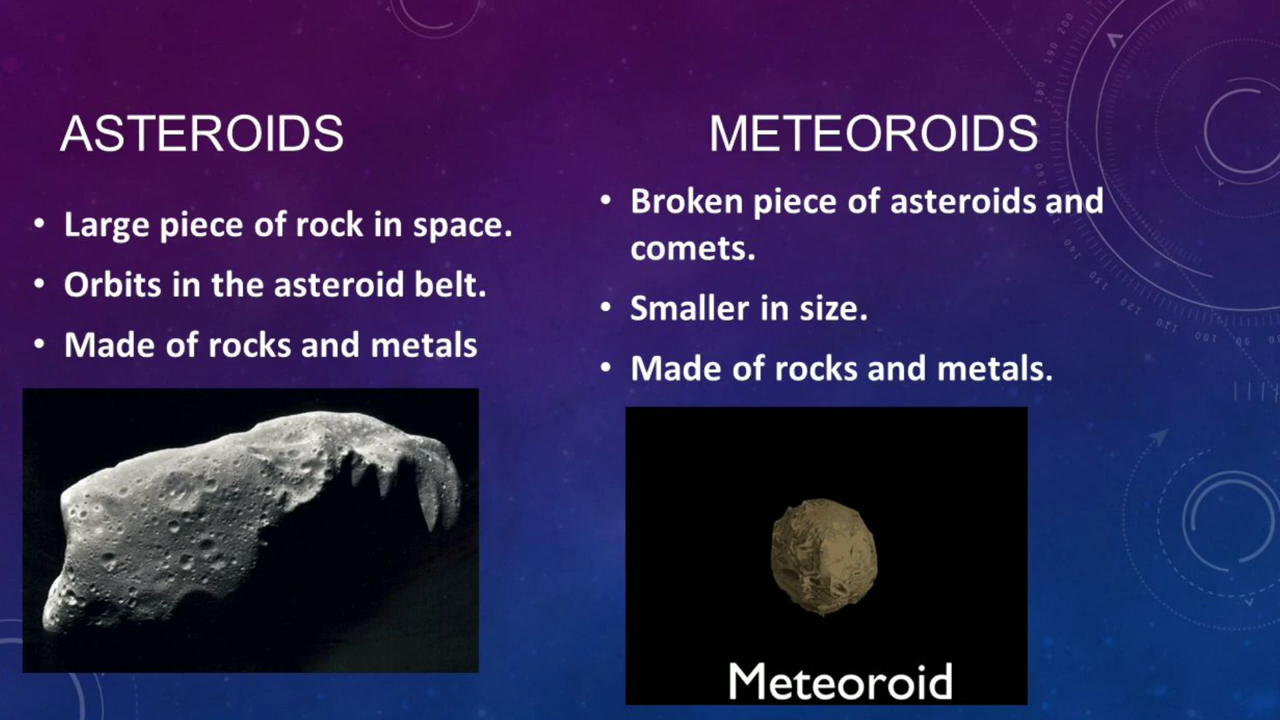 ASTEROIDS
• Large piece of rock in space.
• Orbits in the asteroid belt.
• Made of rocks and metals
METEOROIDS
• Broken piece of asteroids and
comets.
• Smaller in size.
• Made of rocks and metals.
Meteoroid